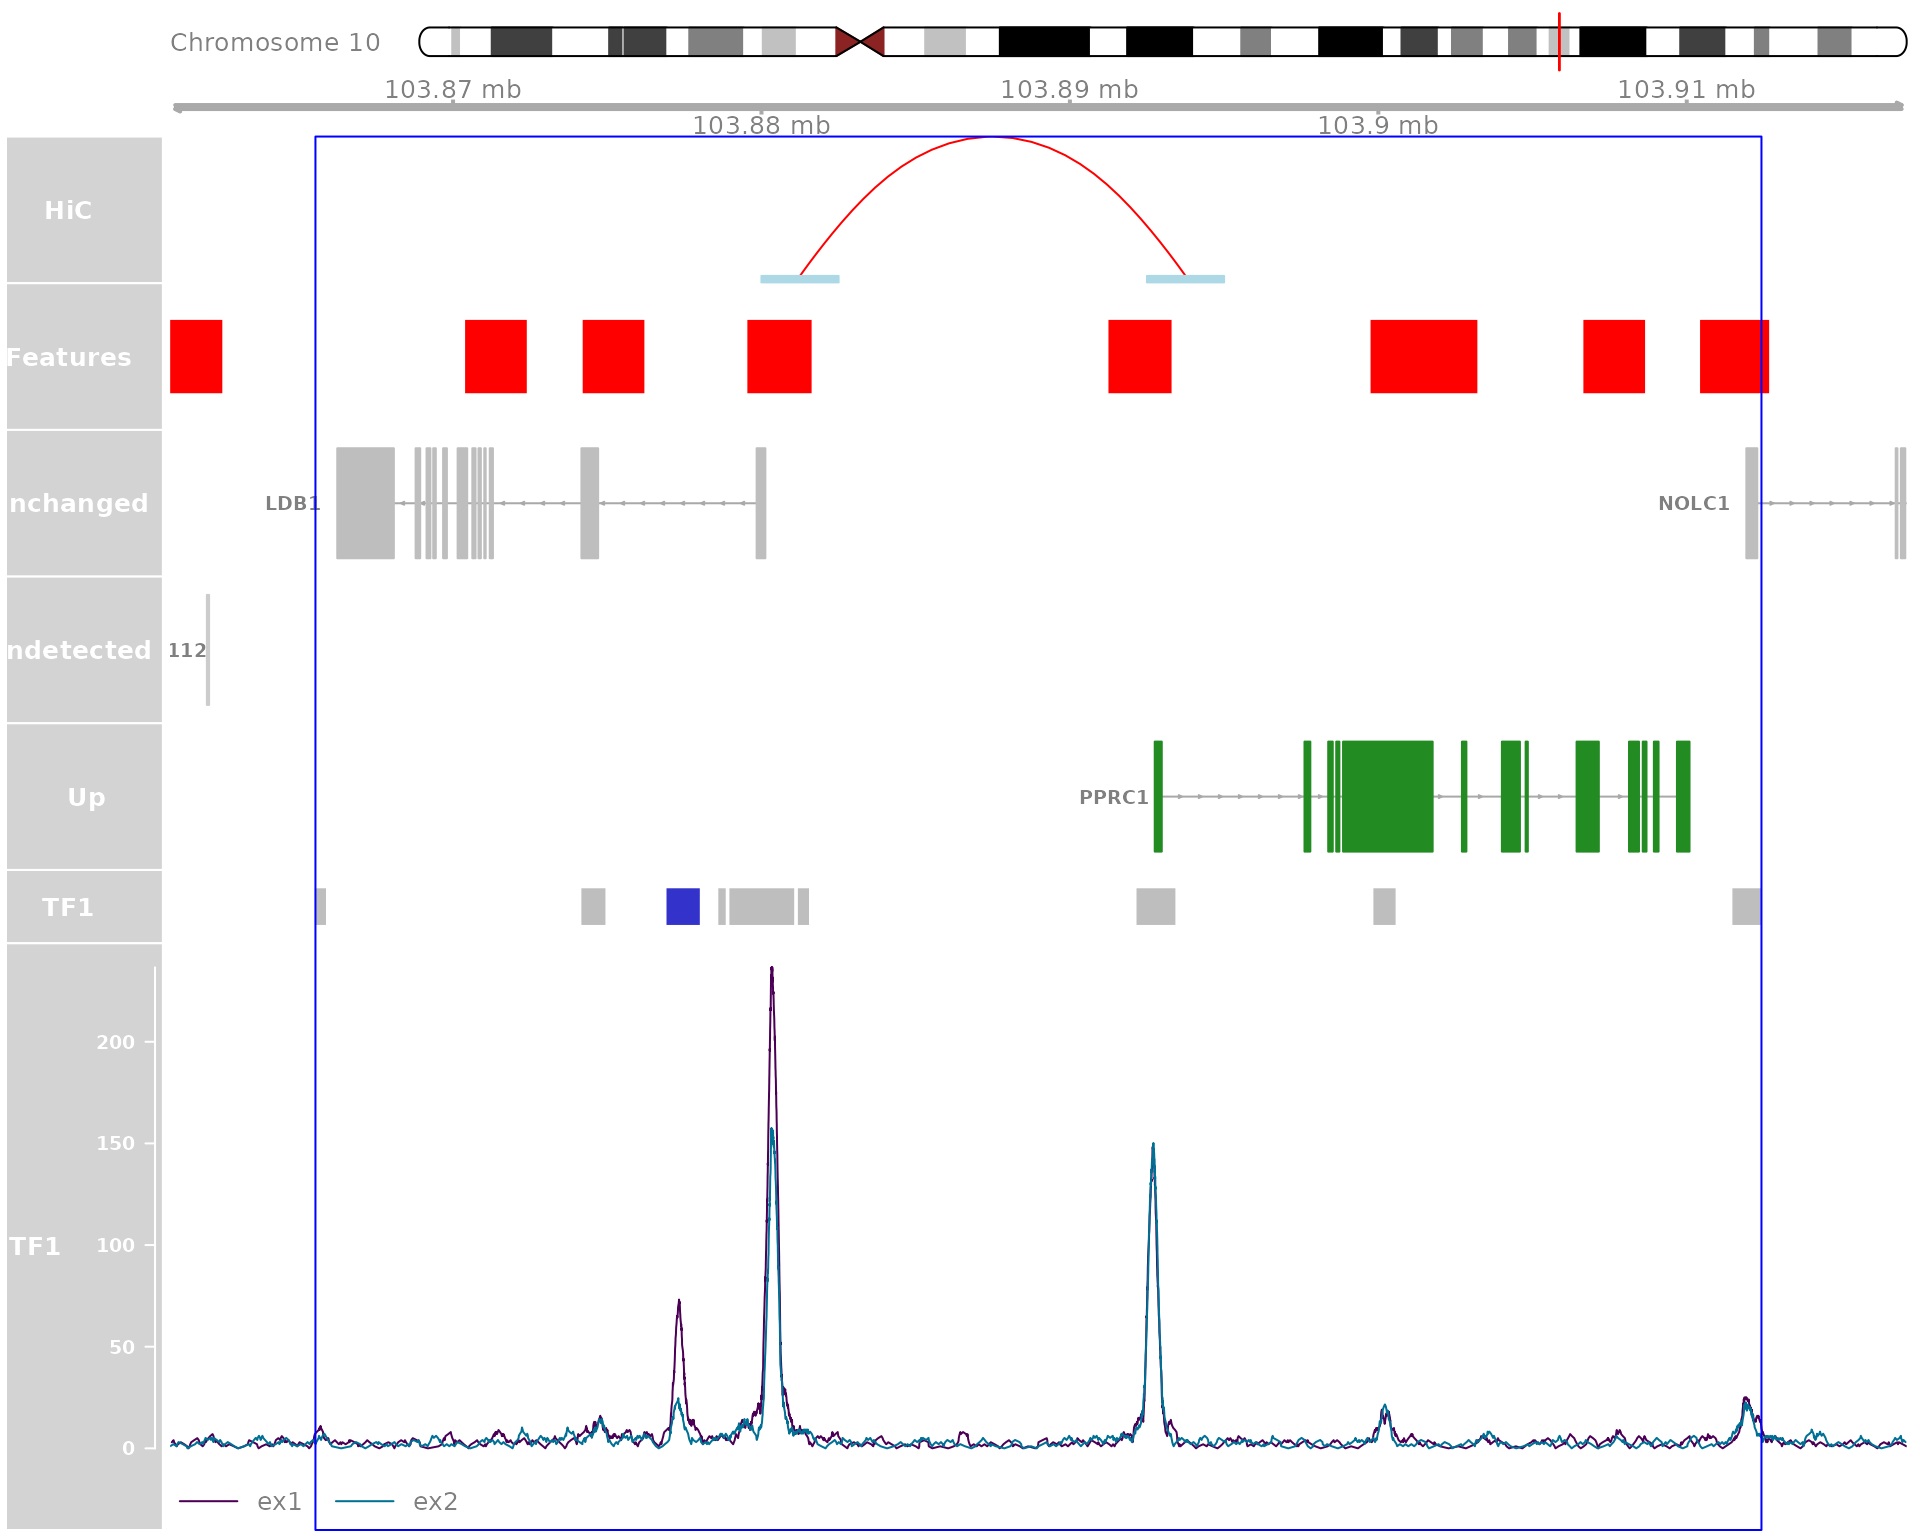 Chromosome 10
103.87 mb
103.89 mb
103.91 mb
103.88 mb
103.9 mb
HiC
Features
nchanged
LDB1
NOLC1
ndetected
112
Up
PPRC1
TF1
200
150
TF1
100
50
0
ex1
ex2